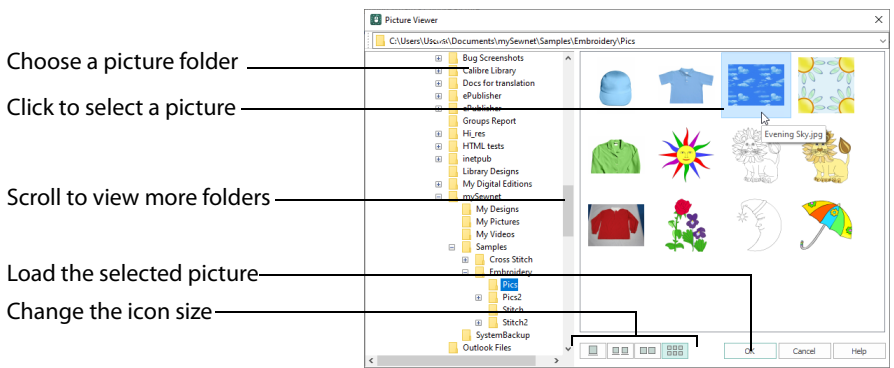 Picture Viewer
C:\Users\Users\Documents\mySewnet\Samples\Embroidery\Pics
Choose a picture folder
Click to select a picture
Scroll to view more folders
Load the selected picture
Change the icon size
Bug Screenshots
Calibre Library
Docs for translation
ePublisher
ePublisher
Groups Report
Hi_res
HTML tests
inetpub
Library Designs
My Digital Editions
mySewnet
My Designs
My Pictures
My Videos
Samples
Cross Stitch
Embroidery
Pics
Pics2
Stitch
Stitch2
SystemBackup
Outlook Files
Evening Sky.jpg
OK
Cancel
Help